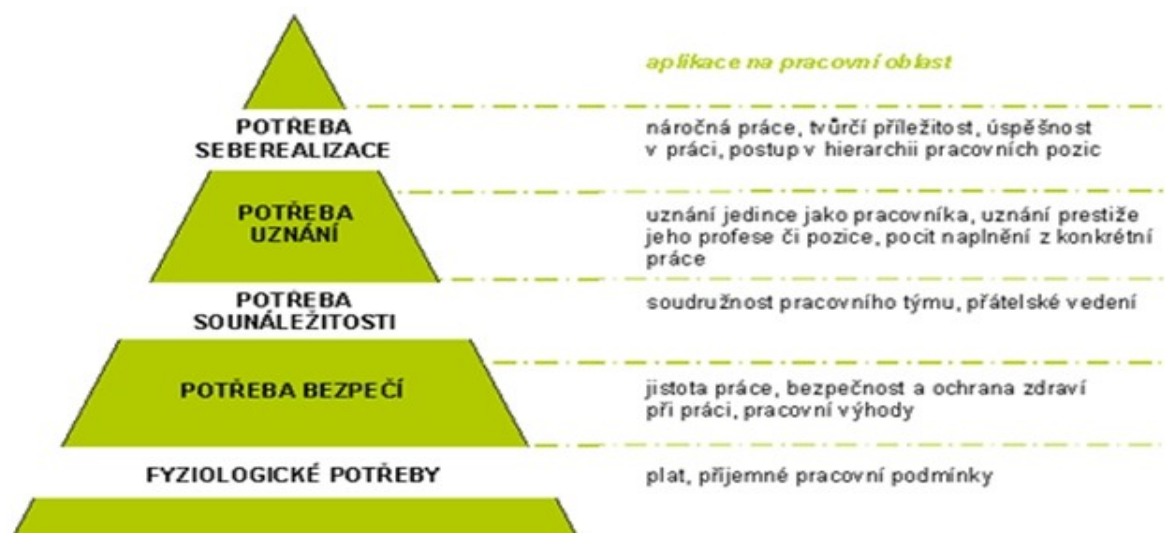 aplikace na pracovní oblast
POTŘEBA
SEBEREALIZACE
náročná práce, tvůrčí příležitost, úspěšnost
v práci, postup v hierarchii pracovních pozic
POTŘEBA
UZNÁNÍ
uznání jedince jako pracovníka, uznání prestiže
jeho profese či pozice, pocit naplnění z konkrétní
práce
POTŘEBA
SOUNÁLEŽITOSTI
soudružnost pracovního týmu, přátelské vedení
POTŘEBA BEZPEČÍ
jistota práce, bezpečnost a ochrana zdraví
při práci, pracovní výhody
FYZIOLOGICKÉ POTŘEBY
plat, příjemné pracovní podmínky